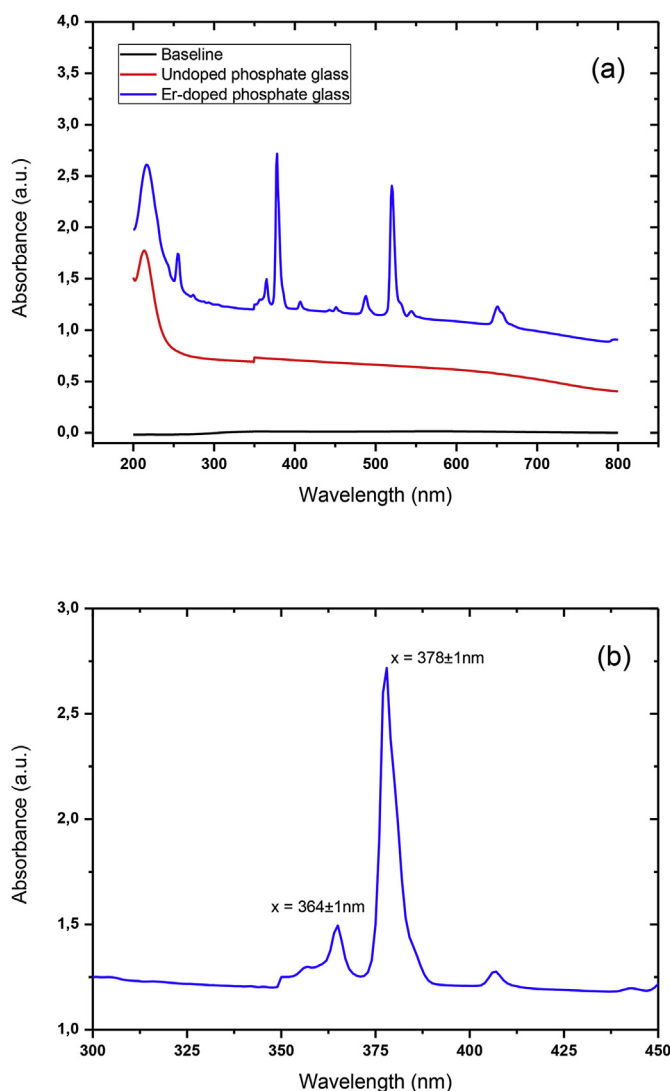 4,0
3,5
3,0
2,5
2,0
1,5
1,0
0,5
0,0
Absorbance (a.u.)
Baseline
Undoped phosphate glass
Er-doped phosphate glass
(a)
200 300 400 500 600 700 800
Wavelength (nm)
3,0
2,5
2,0
1,5
1,0
Absorbance (a.u.)
x = 378±1nm
(b)
x = 364±1nm
300 325 350 375 400 425 450
Wavelength (nm)